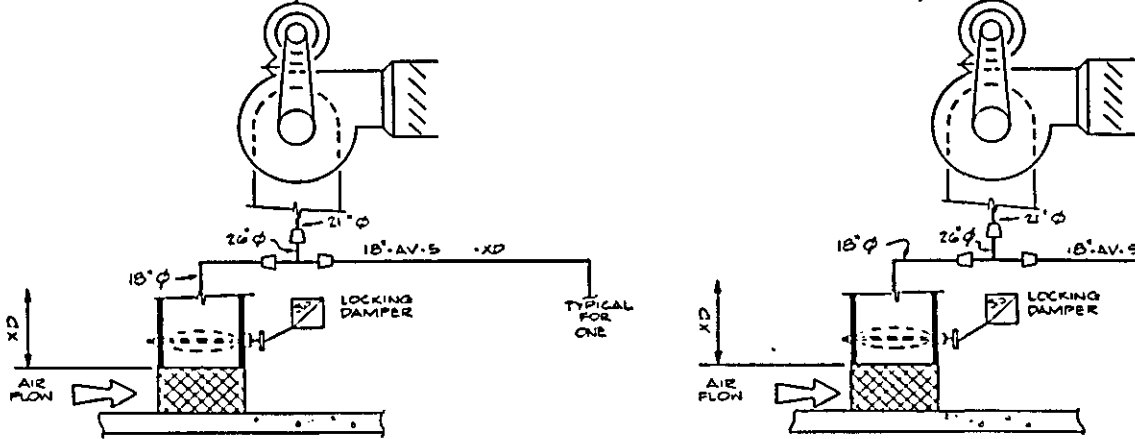 21"Ø
26"Ø
18"-AV-5
XD
18"Ø
LOCKING
DAMPER
TYPICAL
FOR
ONE
XD
AIR
FLOW
21"Ø
26"Ø
18"-AV-5
18"Ø
LOCKING
DAMPER
XD
AIR
FLOW